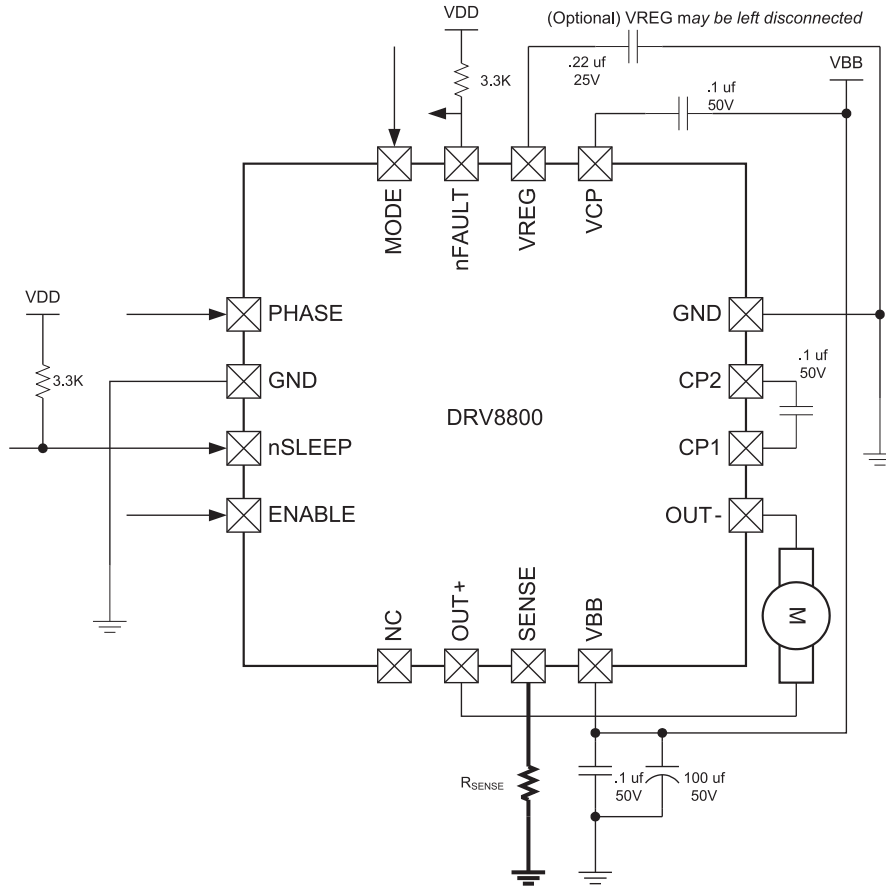 (Optional) VREG may be left disconnected
VDD
3.3K
.22 uf
25V
VBB
.1 uf
50V
MODE
nFAULT
VREG
VCP
VDD
3.3K
PHASE
GND
nSLEEP
ENABLE
DRV8800
GND
CP2
CP1
OUT-
.1 uf
50V
M
NC
OUT+
SENSE
VBB
RSENSE
.1 uf
50V
100 uf
50V